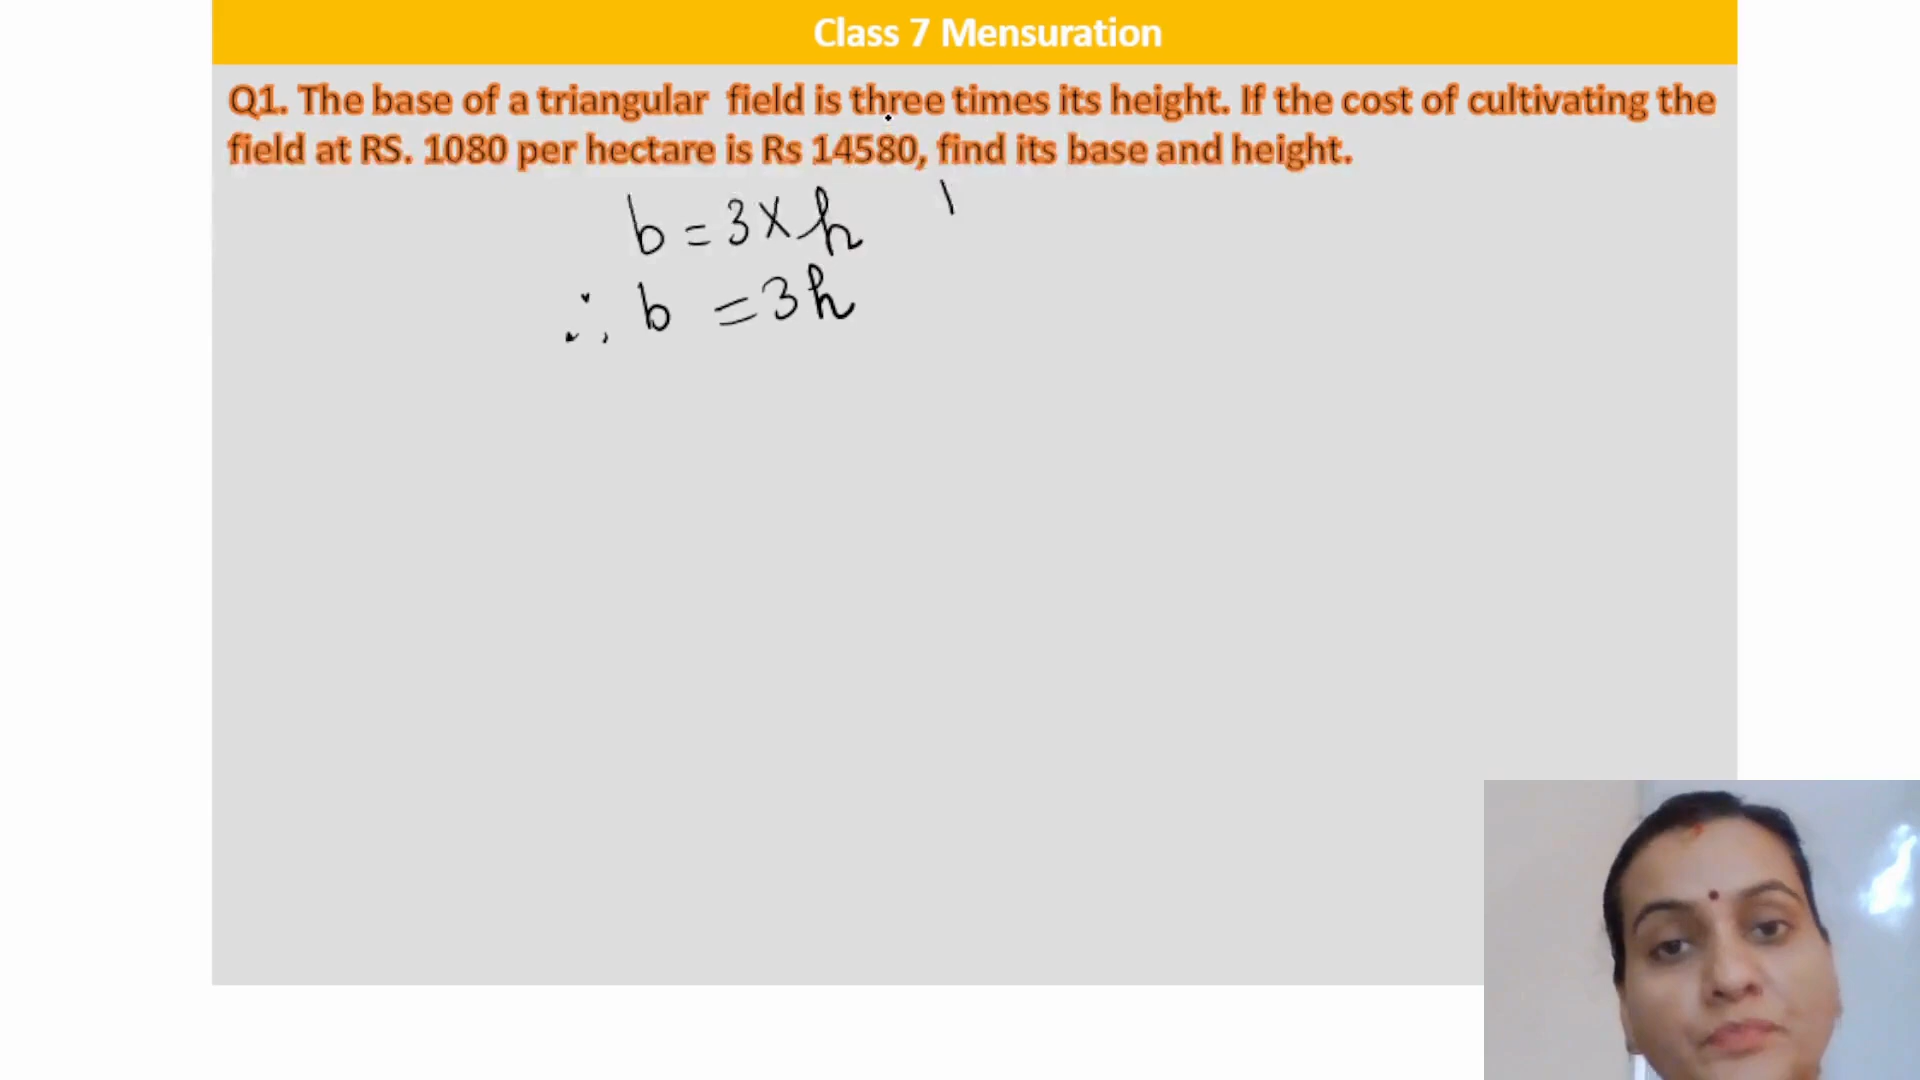 Class 7 Mensuration
Q1. The base of a triangular field is three times its height. If the cost of cultivating the
field at RS. 1080 per hectare is Rs 14580, find its base and height.
b = 3 × h
∴ b = 3h